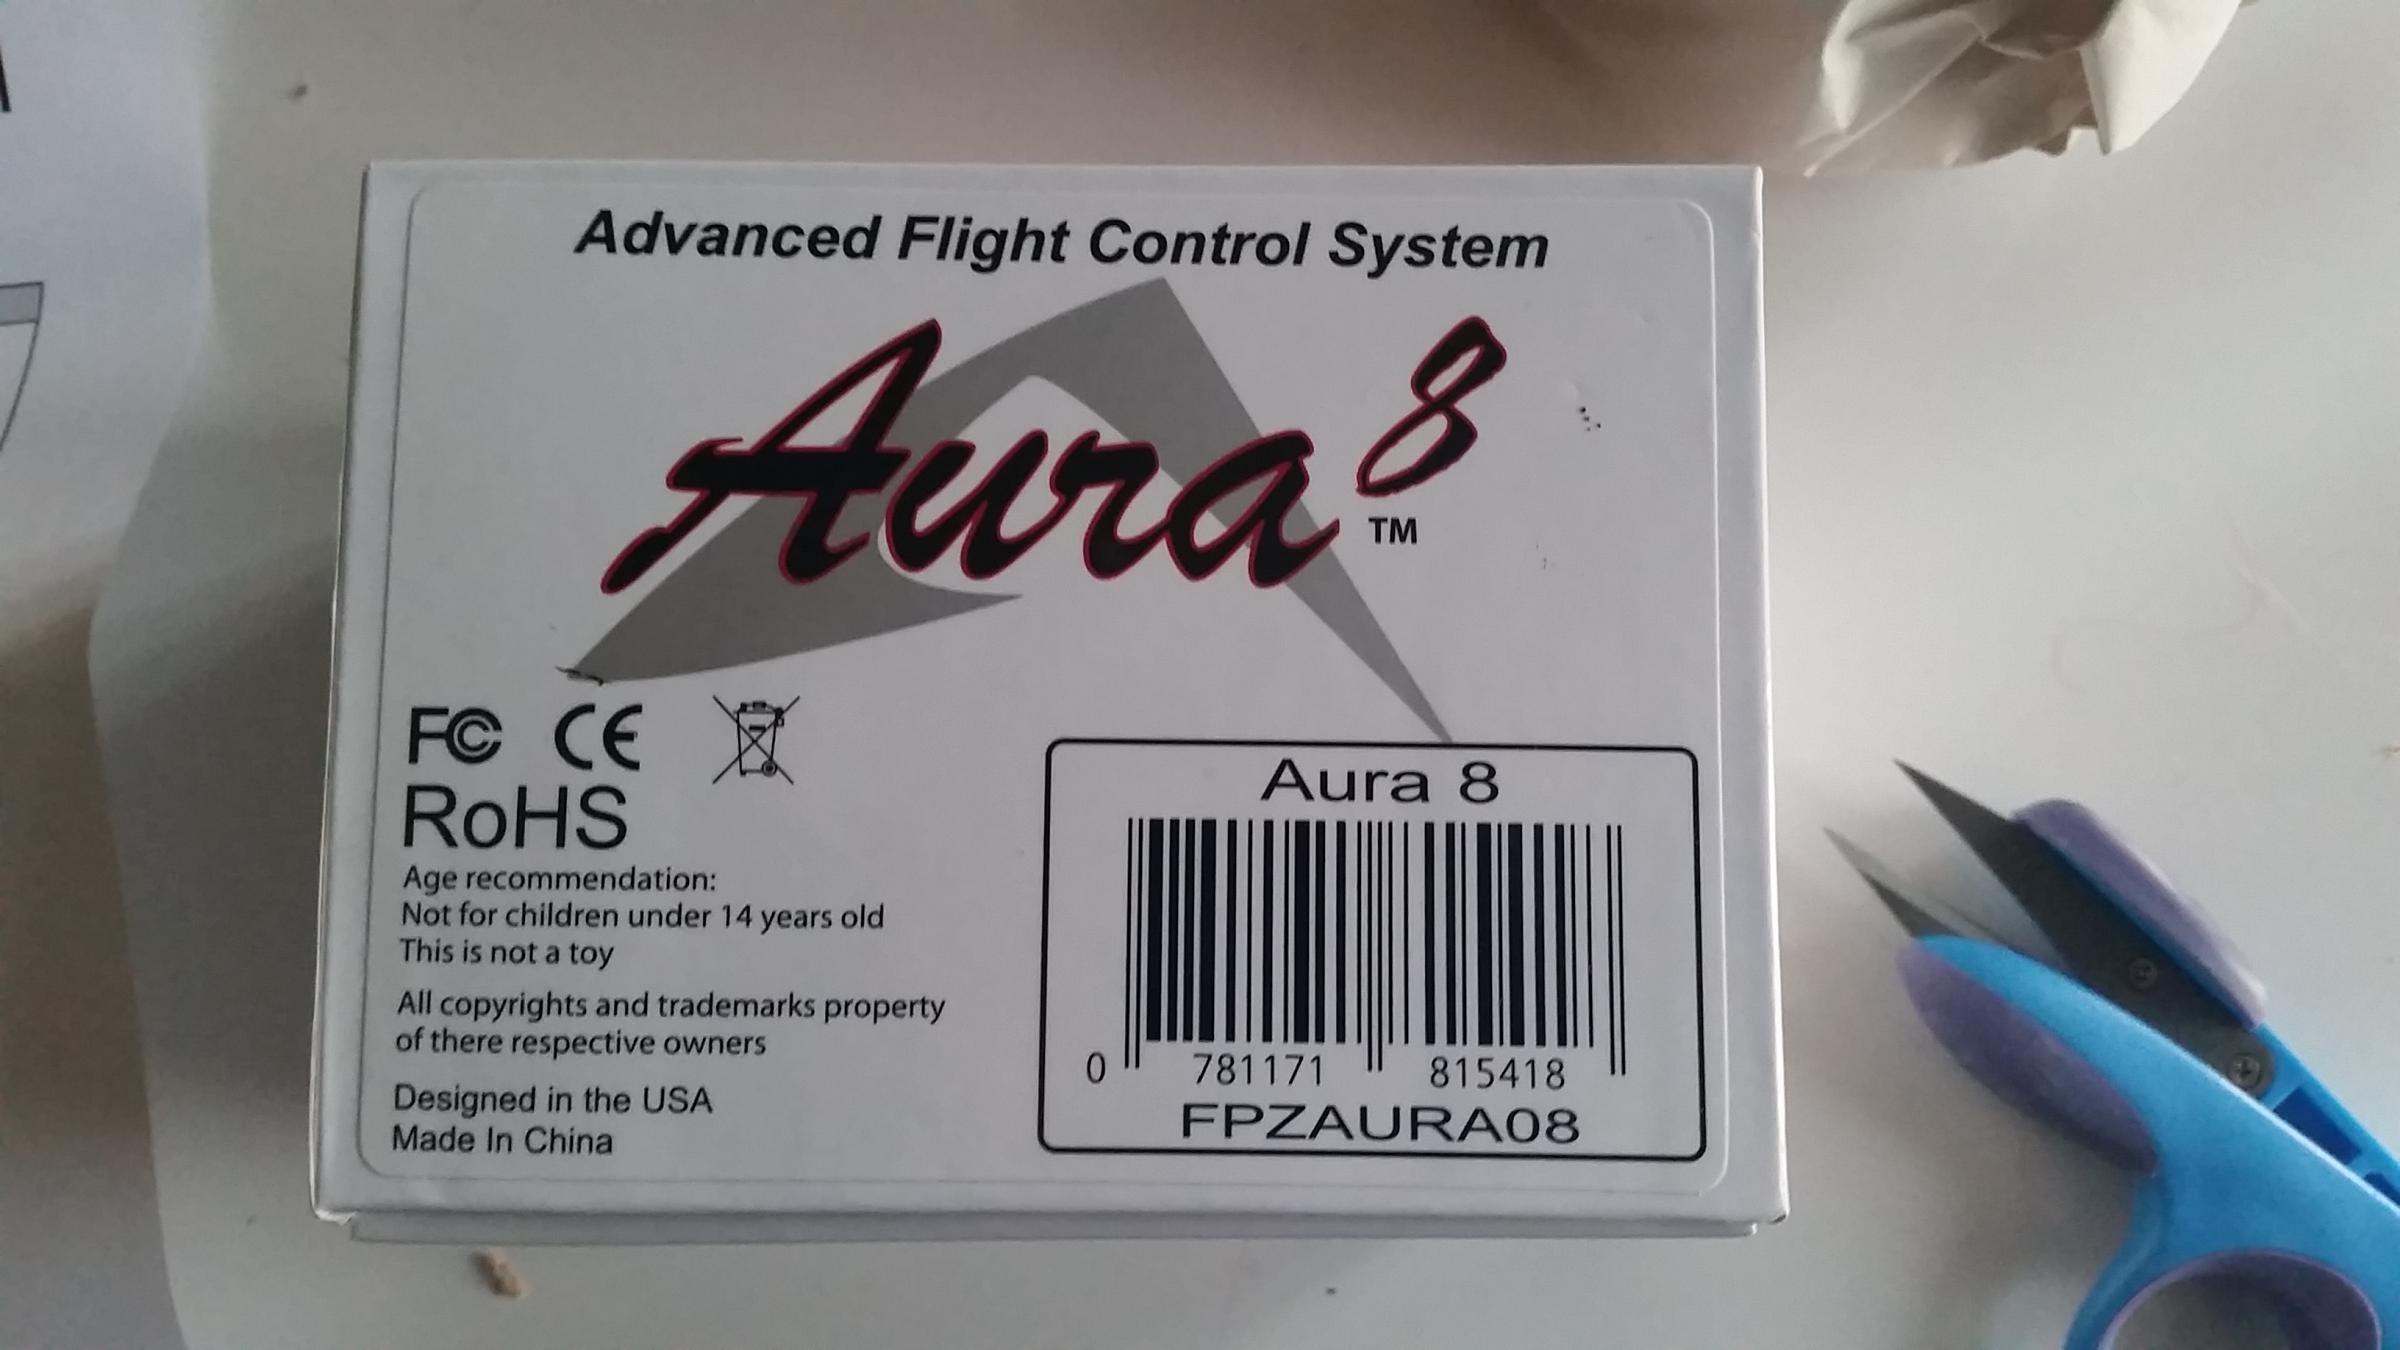 Advanced Flight Control System
Aura 8
TM
FC CE
RoHS
Age recommendation:
Not for children under 14 years old
This is not a toy
All copyrights and trademarks property
of there respective owners
Designed in the USA
Made In China
Aura 8
0 781171 815418
FPZAURA08